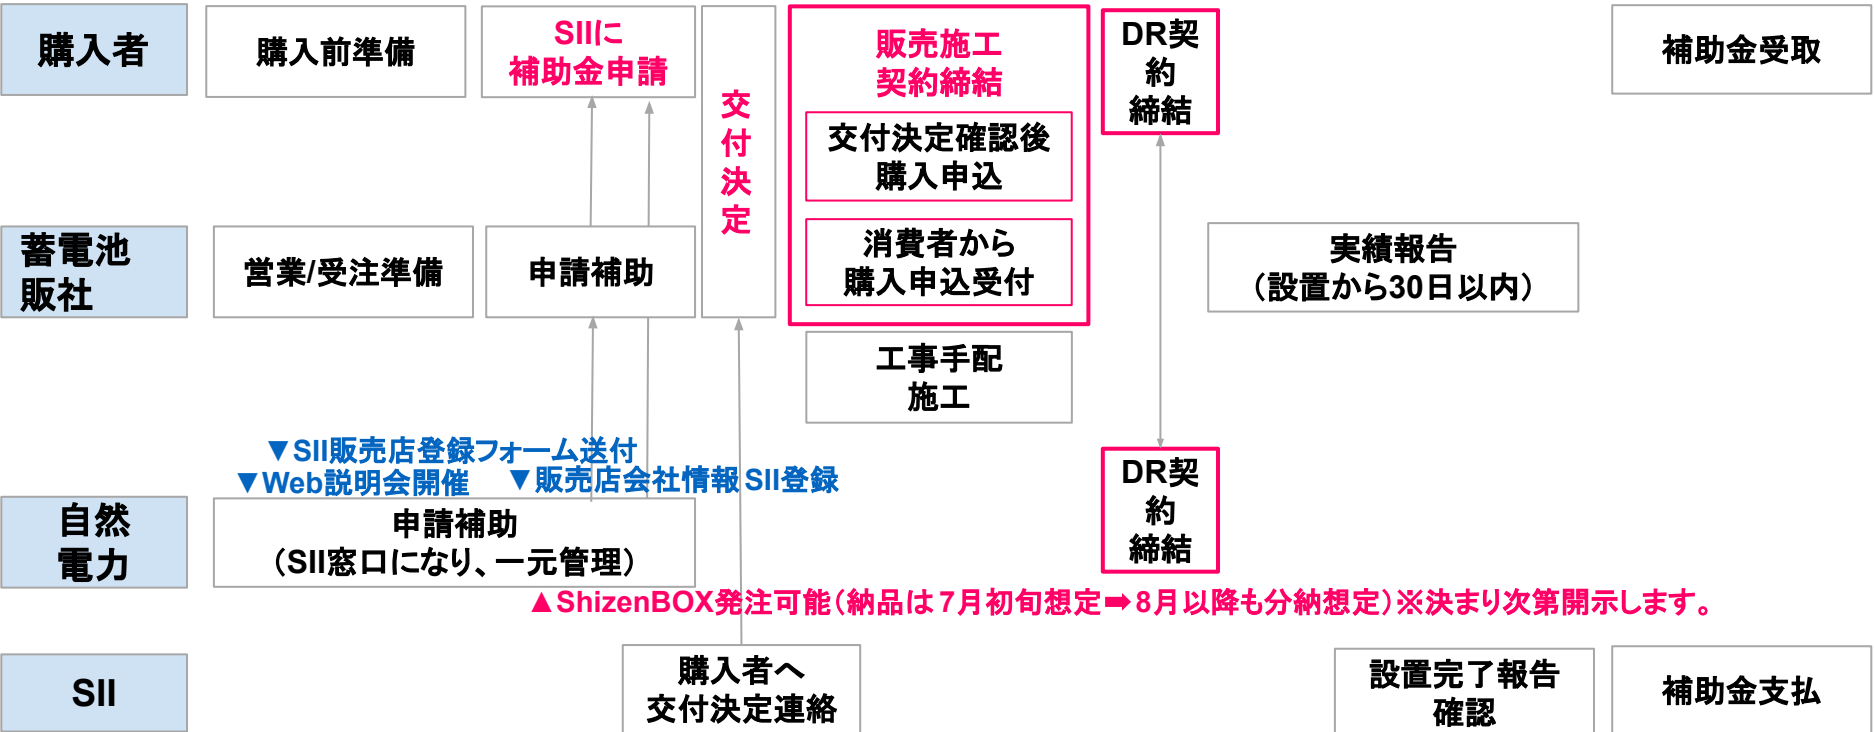 購入者
購入前準備
SIIに
補助金申請
交
付
決
定
販売施工
契約締結
交付決定確認後
購入申込
消費者から
購入申込受付
DR契
約
締結
補助金受取
蓄電池
販社
営業/受注準備
申請補助
実績報告
（設置から30日以内）
工事手配
施工
▼SII販売店登録フォーム送付
▼Web説明会開催
▼販売店会社情報SII登録
自然
電力
申請補助
（SII窓口になり、一元管理）
DR契
約
締結
▲ShizenBOX発注可能（納品は7月初旬想定➡8月以降も分納想定）※決まり次第開示します。
SII
購入者へ
交付決定連絡
設置完了報告
確認
補助金支払